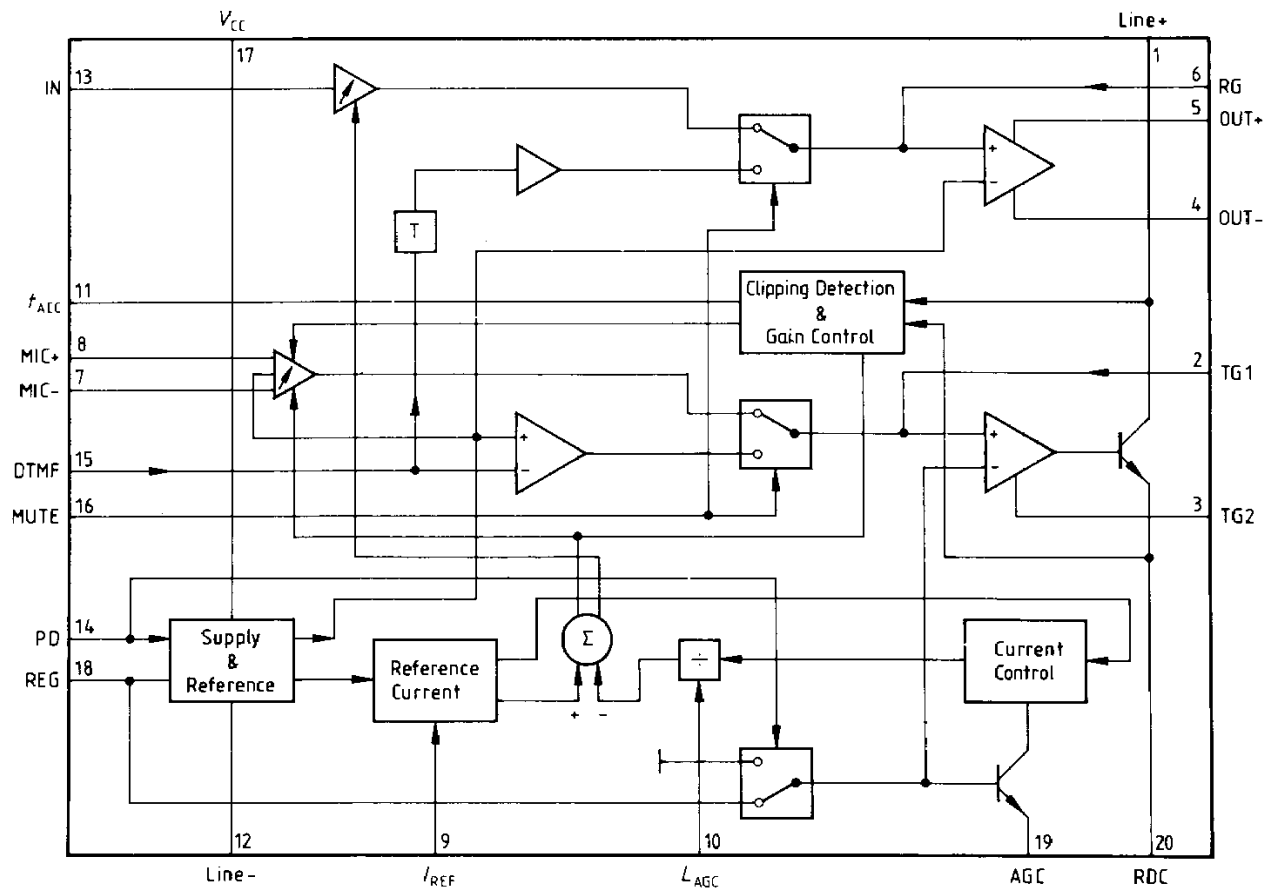 V_CC
Line+
17
1
IN 13
6 RG
5 OUT+
+
-
4 OUT-
T
t_ACC 11
Clipping Detection
&
Gain Control
MIC+ 8
MIC- 7
2 TG1
+
-
+
-
DTMF 15
MUTE 16
3 TG2
PD 14
REG 18
Supply
&
Reference
Reference
Current
Σ
+ -
÷
Current
Control
12
9
10
19
20
Line-
I_REF
L_AGC
AGC
RDC